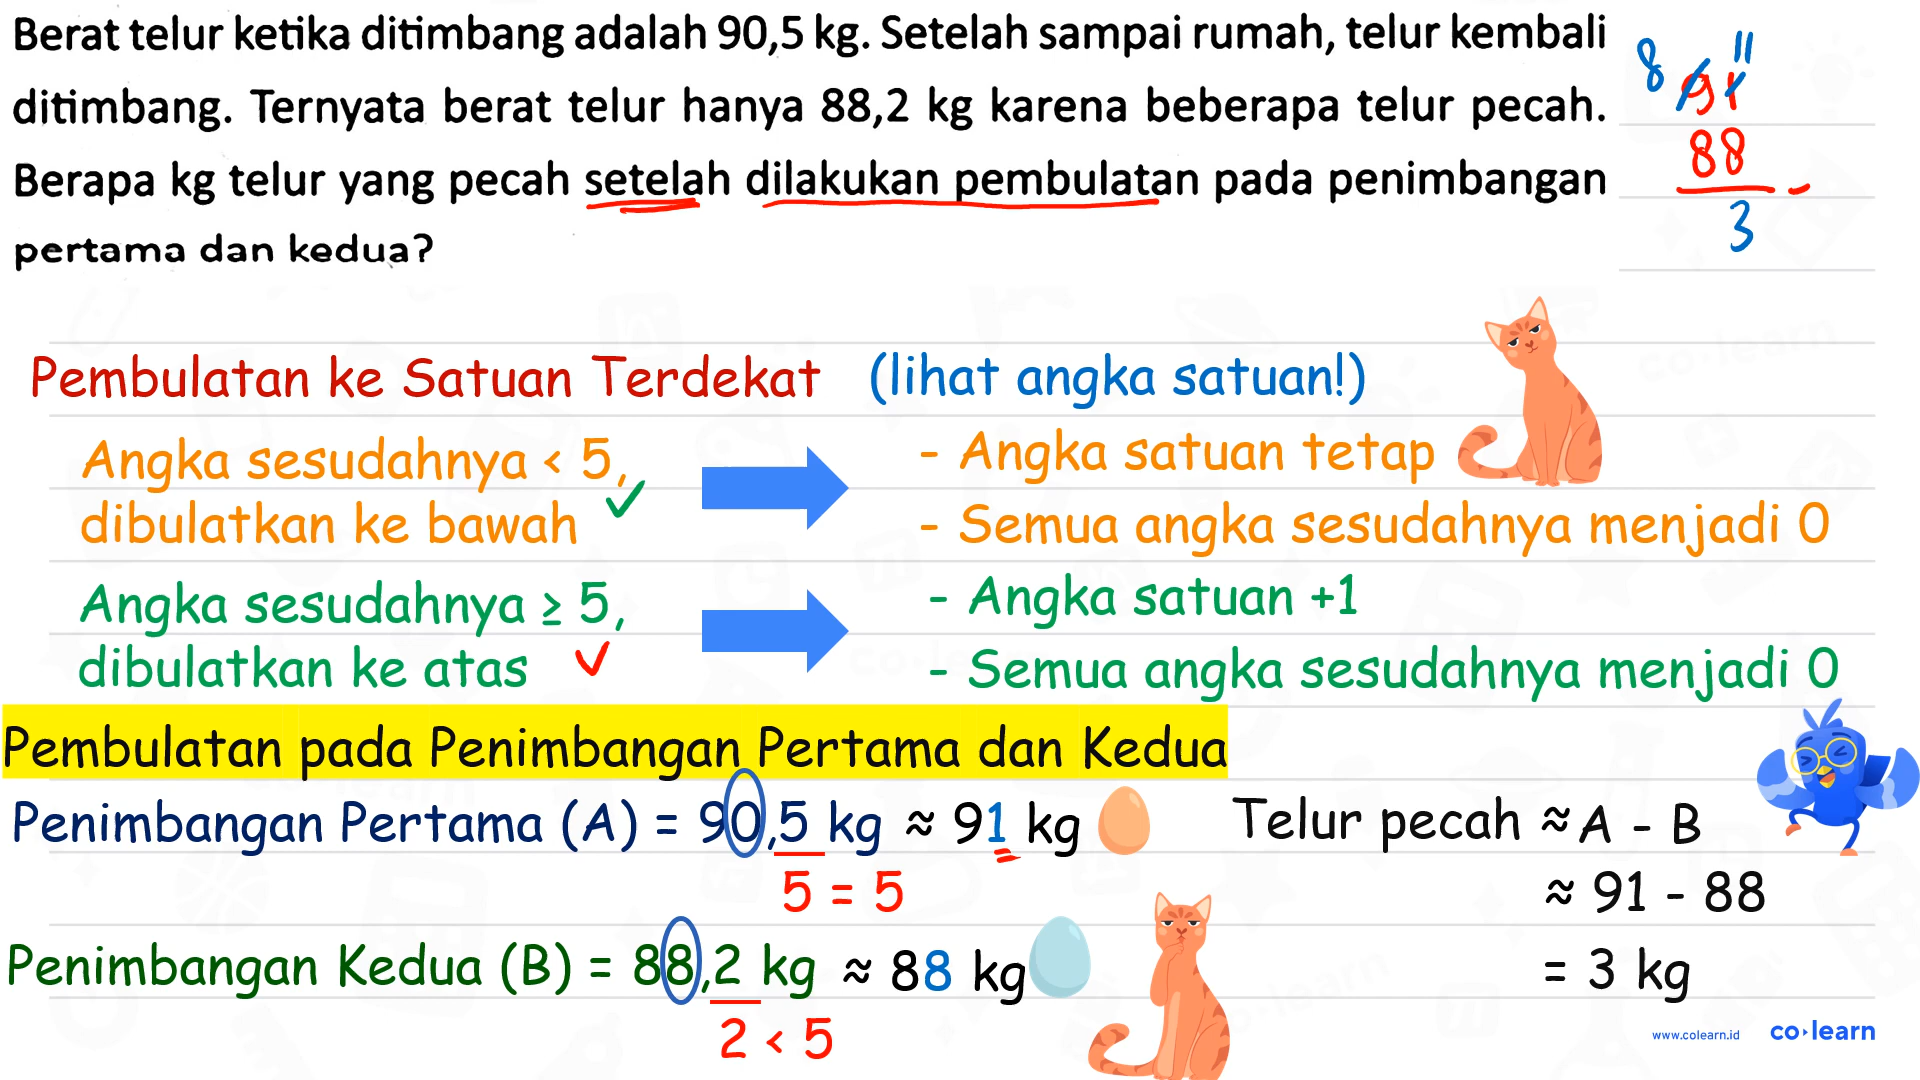 Berat telur ketika ditimbang adalah 90,5 kg. Setelah sampai rumah, telur kembali
ditimbang. Ternyata berat telur hanya 88,2 kg karena beberapa telur pecah.
Berapa kg telur yang pecah setelah dilakukan pembulatan pada penimbangan
pertama dan kedua?
8 11
91
88
-
3
Pembulatan ke Satuan Terdekat (lihat angka satuan!)
Angka sesudahnya < 5,
dibulatkan ke bawah
- Angka satuan tetap
- Semua angka sesudahnya menjadi 0
Angka sesudahnya ≥ 5,
dibulatkan ke atas
- Angka satuan +1
- Semua angka sesudahnya menjadi 0
Pembulatan pada Penimbangan Pertama dan Kedua
Penimbangan Pertama (A) = 90,5 kg ≈ 91 kg
5 = 5
Penimbangan Kedua (B) = 88,2 kg ≈ 88 kg
2 < 5
Telur pecah ≈ A - B
≈ 91 - 88
= 3 kg
www.colearn.id co learn